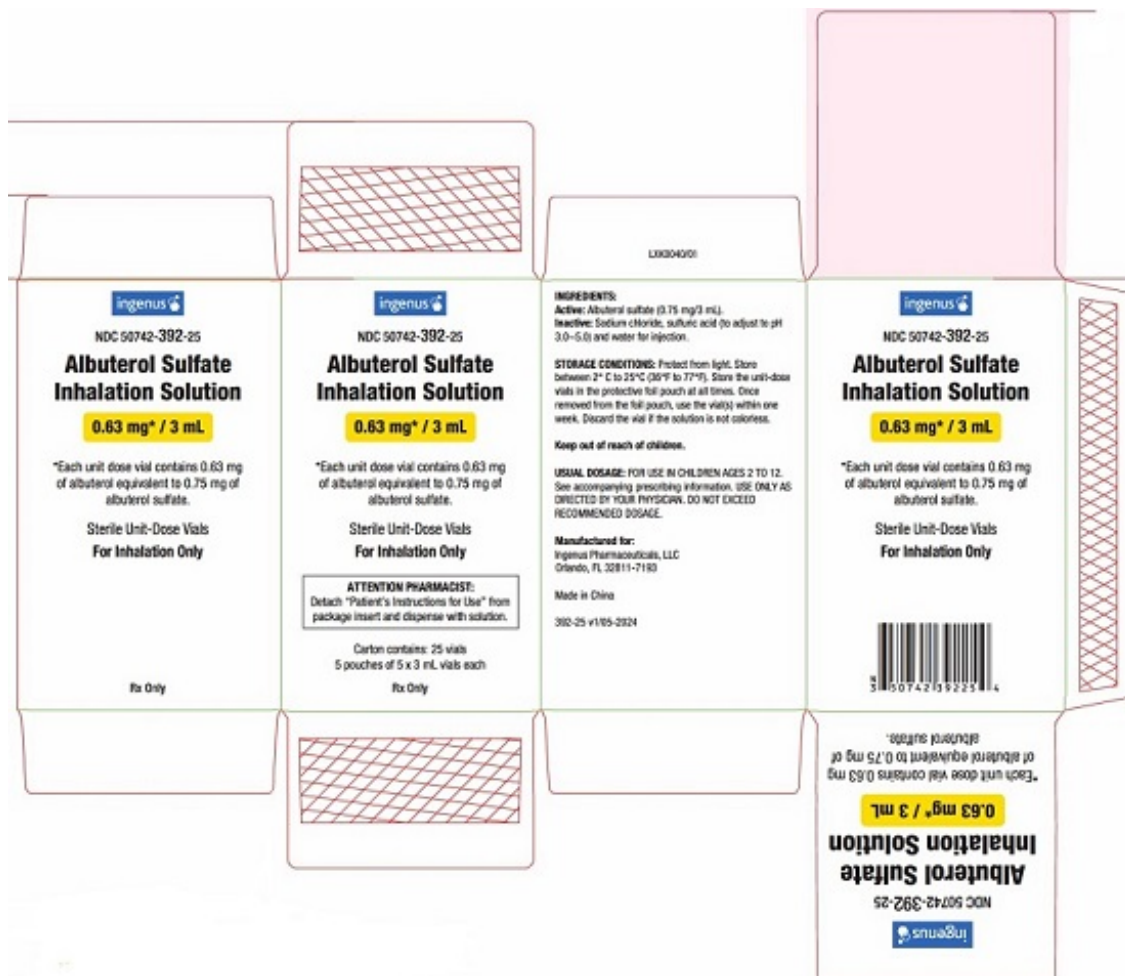 LXK0040/01
ingenus
NDC 50742-392-25
Albuterol Sulfate
Inhalation Solution
0.63 mg* / 3 mL
*Each unit dose vial contains 0.63 mg
of albuterol equivalent to 0.75 mg of
albuterol sulfate.
Sterile Unit-Dose Vials
For Inhalation Only
Rx Only
ingenus
NDC 50742-392-25
Albuterol Sulfate
Inhalation Solution
0.63 mg* / 3 mL
*Each unit dose vial contains 0.63 mg
of albuterol equivalent to 0.75 mg of
albuterol sulfate.
Sterile Unit-Dose Vials
For Inhalation Only
ATTENTION PHARMACIST:
Detach "Patient's Instructions for Use" from
package insert and dispense with solution.
Carton contains: 25 vials
5 pouches of 5 x 3 mL vials each
Rx Only
INGREDIENTS:
Active: Albuterol sulfate (0.75 mg/3 mL).
Inactive: Sodium chloride, sulfuric acid (to adjust to pH
3.0–5.0) and water for injection.
STORAGE CONDITIONS: Protect from light. Store
between 2° C to 25°C (36°F to 77°F). Store the unit-dose
vials in the protective foil pouch at all times. Once
removed from the foil pouch, use the vial(s) within one
week. Discard the vial if the solution is not colorless.
Keep out of reach of children.
USUAL DOSAGE: FOR USE IN CHILDREN AGES 2 TO 12.
See accompanying prescribing information. USE ONLY AS
DIRECTED BY YOUR PHYSICIAN. DO NOT EXCEED
RECOMMENDED DOSAGE.
Manufactured for:
Ingenus Pharmaceuticals, LLC
Orlando, FL 32811-7193
Made in China
392-25 v1/05-2024
ingenus
NDC 50742-392-25
Albuterol Sulfate
Inhalation Solution
0.63 mg* / 3 mL
*Each unit dose vial contains 0.63 mg
of albuterol equivalent to 0.75 mg of
albuterol sulfate.
Sterile Unit-Dose Vials
For Inhalation Only
N
3 50742 39225 4
ingenus
NDC 50742-392-25
Albuterol Sulfate
Inhalation Solution
0.63 mg* / 3 mL
*Each unit dose vial contains 0.63 mg
of albuterol equivalent to 0.75 mg of
albuterol sulfate.